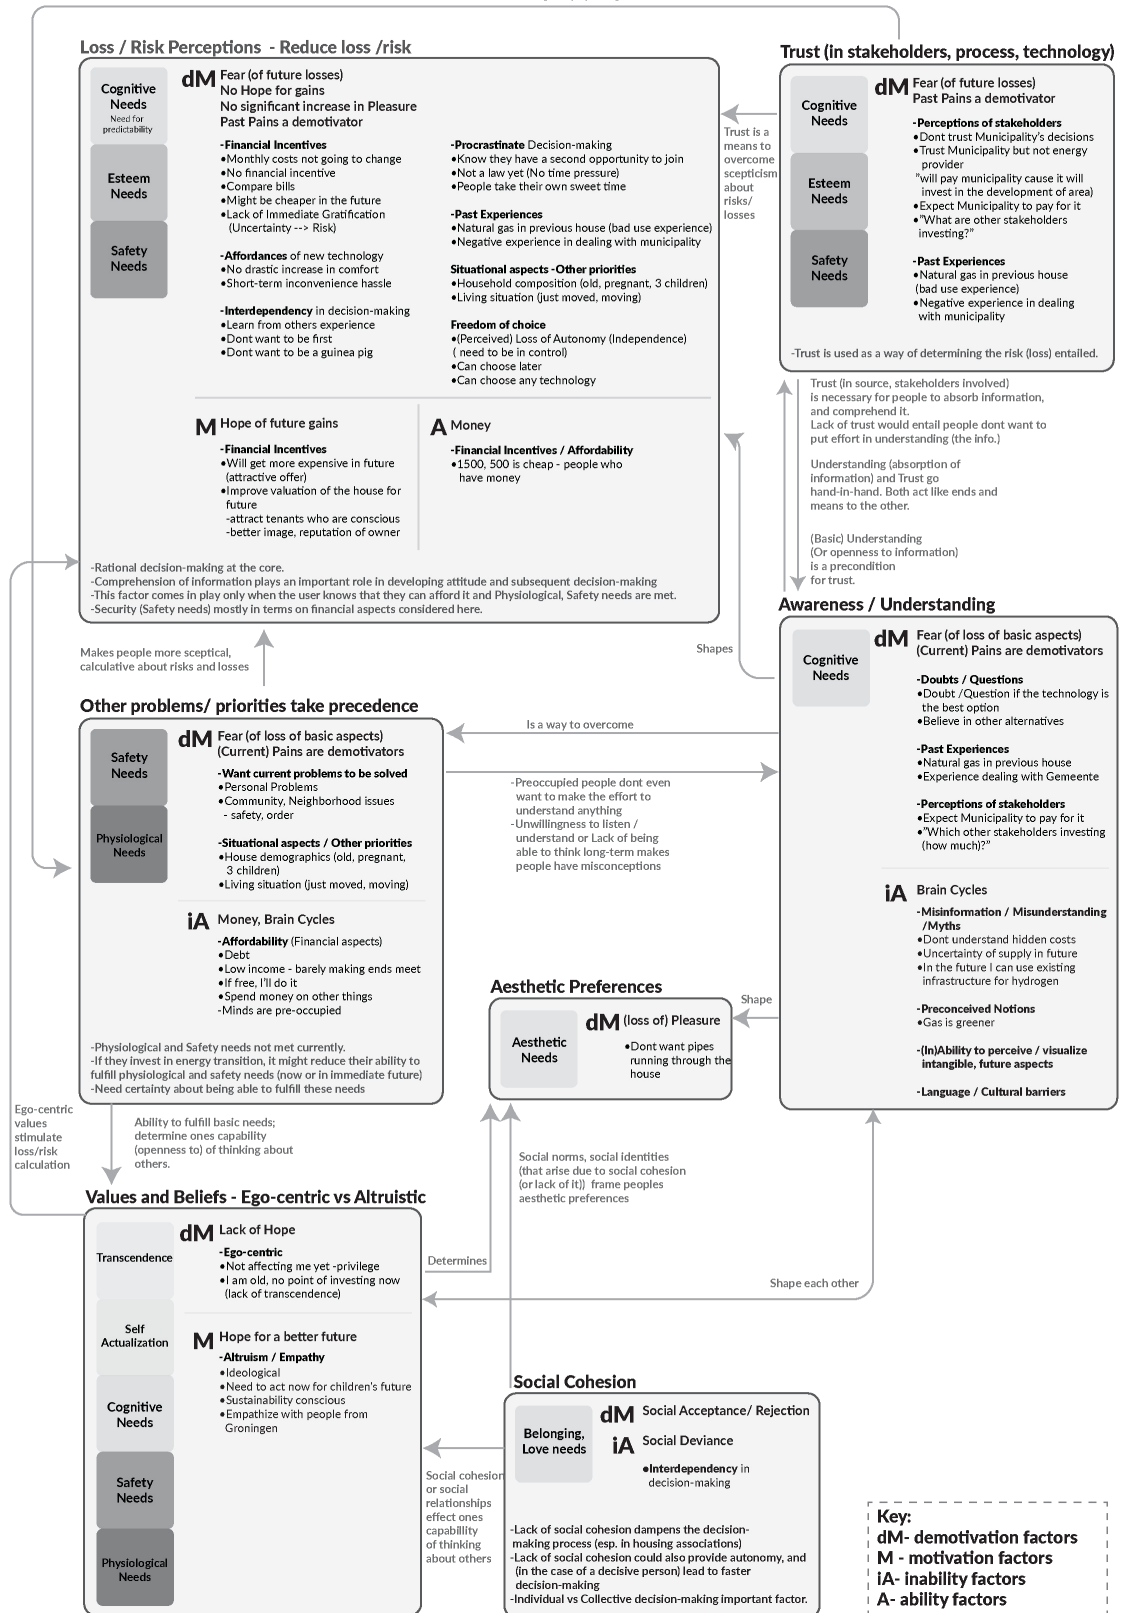 Loss / Risk Perceptions - Reduce loss /risk
Cognitive
Needs
Need for
predictability
Esteem
Needs
Safety
Needs
dM Fear (of future losses)
No Hope for gains
No significant increase in Pleasure
Past Pains a demotivator
-Financial Incentives
•Monthly costs not going to change
•No financial incentive
•Compare bills
•Might be cheaper in the future
•Lack of Immediate Gratification
(Uncertainty --> Risk)
-Affordances of new technology
•No drastic increase in comfort
•Short-term inconvenience hassle
-Interdependency in decision-making
•Learn from others experience
•Dont want to be first
•Dont want to be a guinea pig
-Procrastinate Decision-making
•Know they have a second opportunity to join
•Not a law yet (No time pressure)
•People take their own sweet time
-Past Experiences
•Natural gas in previous house (bad use experience)
•Negative experience in dealing with municipality
Situational aspects -Other priorities
•Household composition (old, pregnant, 3 children)
•Living situation (just moved, moving)
Freedom of choice
•(Perceived) Loss of Autonomy (Independence)
( need to be in control)
•Can choose later
•Can choose any technology
M Hope of future gains
-Financial Incentives
•Will get more expensive in future
(attractive offer)
•Improve valuation of the house for
future
-attract tenants who are conscious
-better image, reputation of owner
A Money
-Financial Incentives / Affordability
•1500, 500 is cheap - people who
have money
-Rational decision-making at the core.
-Comprehension of information plays an important role in developing attitude and subsequent decision-making
-This factor comes in play only when the user knows that they can afford it and Physiological, Safety needs are met.
-Security (Safety needs) mostly in terms on financial aspects considered here.
Trust (in stakeholders, process, technology)
Cognitive
Needs
Esteem
Needs
Safety
Needs
dM Fear (of future losses)
Past Pains a demotivator
-Perceptions of stakeholders
•Dont trust Municipality's decisions
•Trust Municipality but not energy
provider
"will pay municipality cause it will
invest in the development of area)
•Expect Municipality to pay for it
•"What are other stakeholders
investing?"
-Past Experiences
•Natural gas in previous house
(bad use experience)
•Negative experience in dealing
with municipality
-Trust is used as a way of determining the risk (loss) entailed.
Trust is a
means to
overcome
scepticism
about
risks/
losses
Trust (in source, stakeholders involved)
is necessary for people to absorb information,
and comprehend it.
Lack of trust would entail people dont want to
put effort in understanding (the info.)
Understanding (absorption of
information) and Trust go
hand-in-hand. Both act like ends and
means to the other.
(Basic) Understanding
(Or openness to information)
is a precondition
for trust.
Awareness / Understanding
Cognitive
Needs
dM Fear (of loss of basic aspects)
(Current) Pains are demotivators
-Doubts / Questions
•Doubt /Question if the technology is
the best option
•Believe in other alternatives
-Past Experiences
•Natural gas in previous house
•Experience dealing with Gemeente
-Perceptions of stakeholders
•Expect Municipality to pay for it
•"Which other stakeholders investing
(how much)?"
iA Brain Cycles
-Misinformation / Misunderstanding
/Myths
•Dont understand hidden costs
•Uncertainty of supply in future
•In the future I can use existing
infrastructure for hydrogen
-Preconceived Notions
•Gas is greener
-(In)Ability to perceive / visualize
intangible, future aspects
-Language / Cultural barriers
Shapes
Makes people more sceptical,
calculative about risks and losses
Other problems/ priorities take precedence
Safety
Needs
Physiological
Needs
dM Fear (of loss of basic aspects)
(Current) Pains are demotivators
-Want current problems to be solved
•Personal Problems
•Community, Neighborhood issues
- safety, order
-Situational aspects / Other priorities
•House demographics (old, pregnant,
3 children)
•Living situation (just moved, moving)
iA Money, Brain Cycles
-Affordability (Financial aspects)
•Debt
•Low income - barely making ends meet
•If free, I'll do it
•Spend money on other things
-Minds are pre-occupied
-Physiological and Safety needs not met currently.
-If they invest in energy transition, it might reduce their ability to
fulfill physiological and safety needs (now or in immediate future)
-Need certainty about being able to fulfill these needs
Is a way to overcome
-Preoccupied people dont even
want to make the effort to
understand anything
-Unwillingness to listen /
understand or Lack of being
able to think long-term makes
people have misconceptions
Aesthetic Preferences
Aesthetic
Needs
dM (loss of) Pleasure
•Dont want pipes
running through the
house
Shape
Ego-centric
values
stimulate
loss/risk
calculation
Ability to fulfill basic needs;
determine ones capability
(openness to) of thinking about
others.
Social norms, social identities
(that arise due to social cohesion
(or lack of it)) frame peoples
aesthetic preferences
Values and Beliefs - Ego-centric vs Altruistic
Transcendence
Self
Actualization
Cognitive
Needs
Safety
Needs
Physiological
Needs
dM Lack of Hope
-Ego-centric
•Not affecting me yet -privilege
•I am old, no point of investing now
(lack of transcendence)
M Hope for a better future
-Altruism / Empathy
•Ideological
•Need to act now for children's future
•Sustainability conscious
•Empathize with people from
Groningen
Determines
Shape each other
Social Cohesion
Belonging,
Love needs
dM Social Acceptance/ Rejection
iA Social Deviance
•Interdependency in
decision-making
-Lack of social cohesion dampens the decision-
making process (esp. in housing associations)
-Lack of social cohesion could also provide autonomy, and
(in the case of a decisive person) lead to faster
decision-making
-Individual vs Collective decision-making important factor.
Social cohesion
or social
relationships
effect ones
capabillity
of thinking
about others
Key:
dM- demotivation factors
M - motivation factors
iA- inability factors
A- ability factors